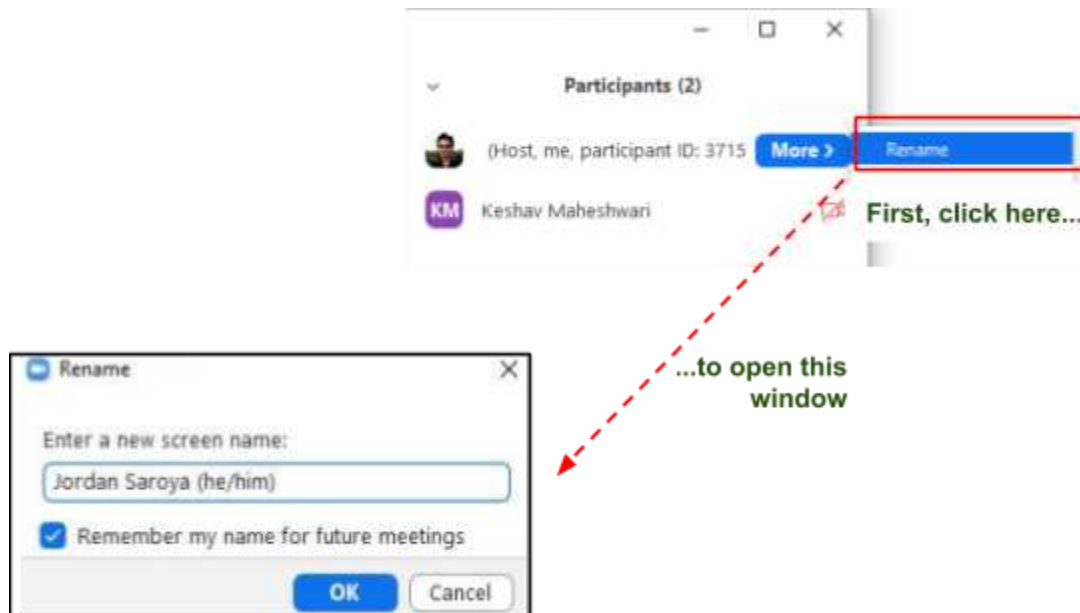 Participants (2)
(Host, me, participant ID: 3715
More >
Rename
KM
Keshav Maheshwari
First, click here...
...to open this
window
Rename
Enter a new screen name:
Jordan Saroya (he/him)
Remember my name for future meetings
OK
Cancel